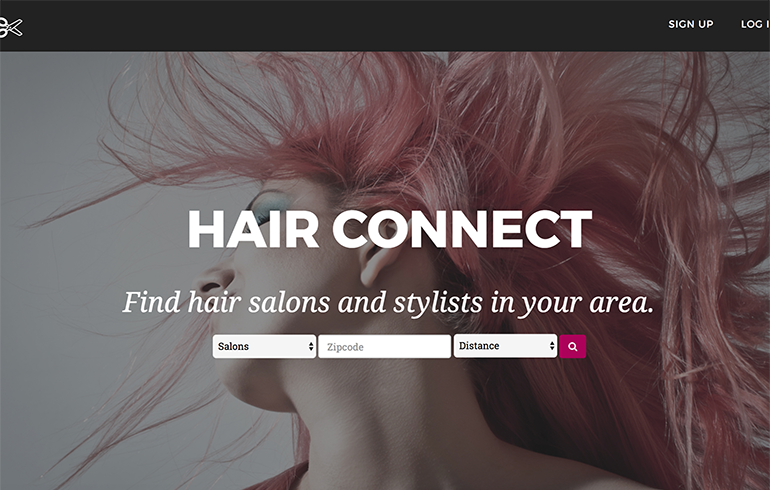 SIGN UP LOG I
HAIR CONNECT
Find hair salons and stylists in your area.
Salons Zipcode Distance